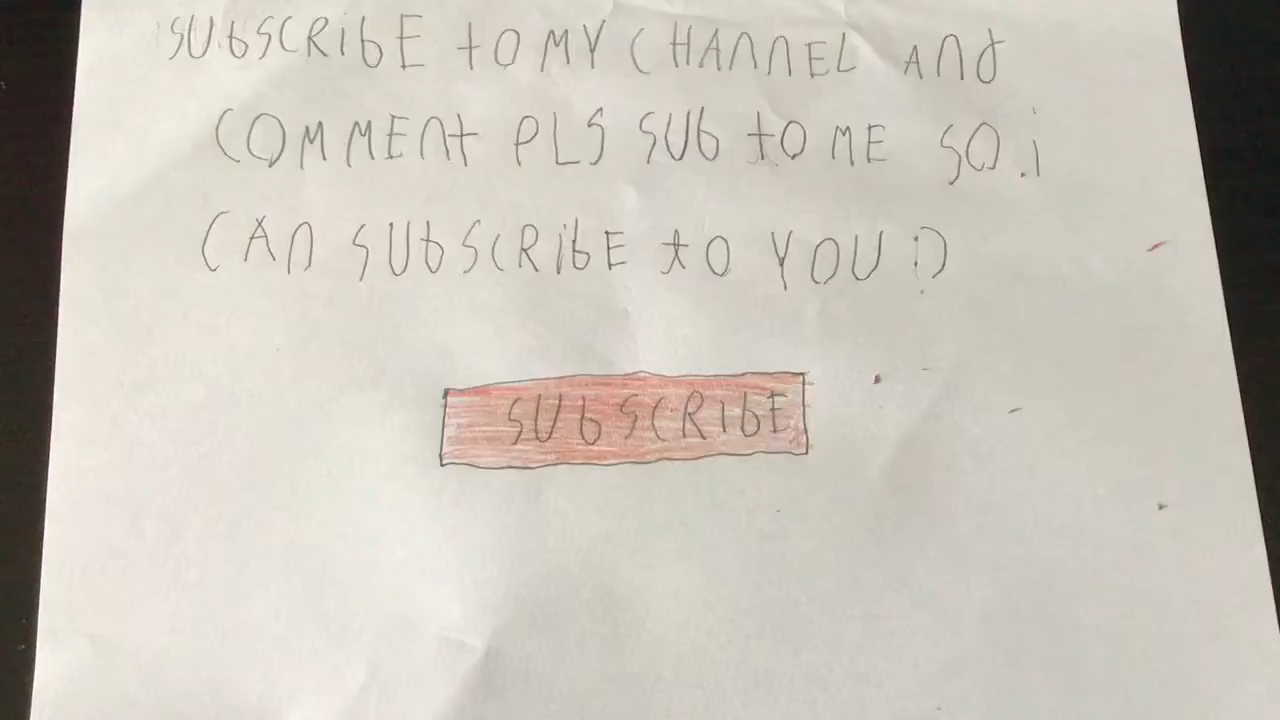 SUbSCRibE tO MY CHAnnEL And
COMMEnt PLS SUb tO ME SO.i
CAn SUbSCRibE tO YOU :)
SUbSCRIbE